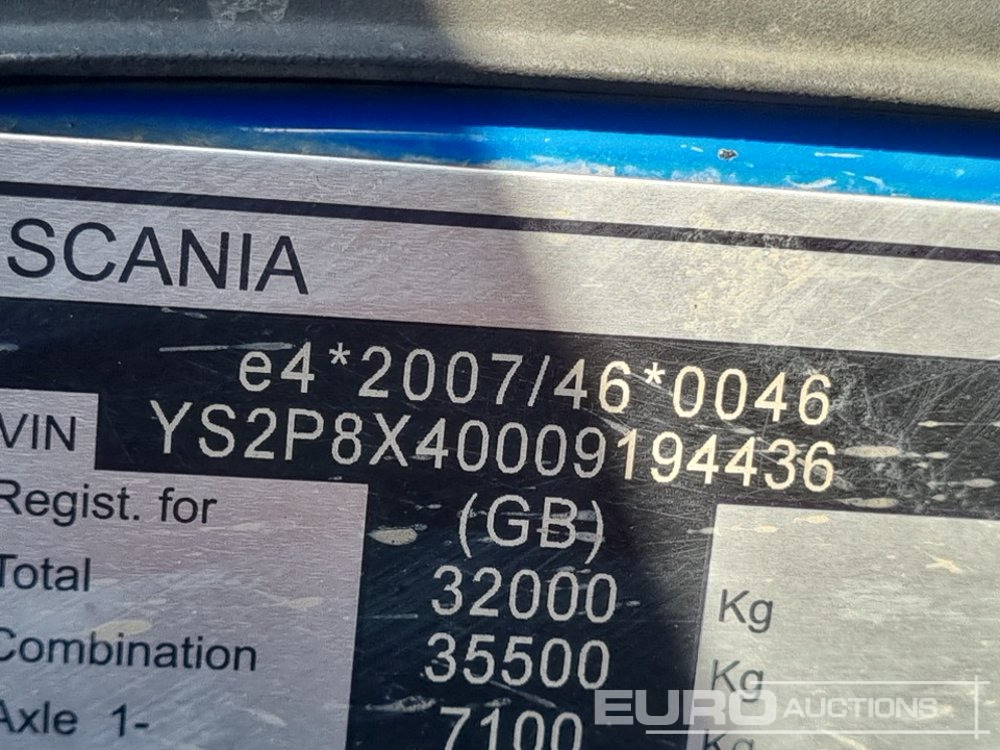 SCANIA
e4*2007/46*0046
VIN YS2P8X40009194436
Regist. for (GB)
Total 32000 Kg
Combination 35500 Kg
Axle 1- 7100 Kg
EURO AUCTIONS